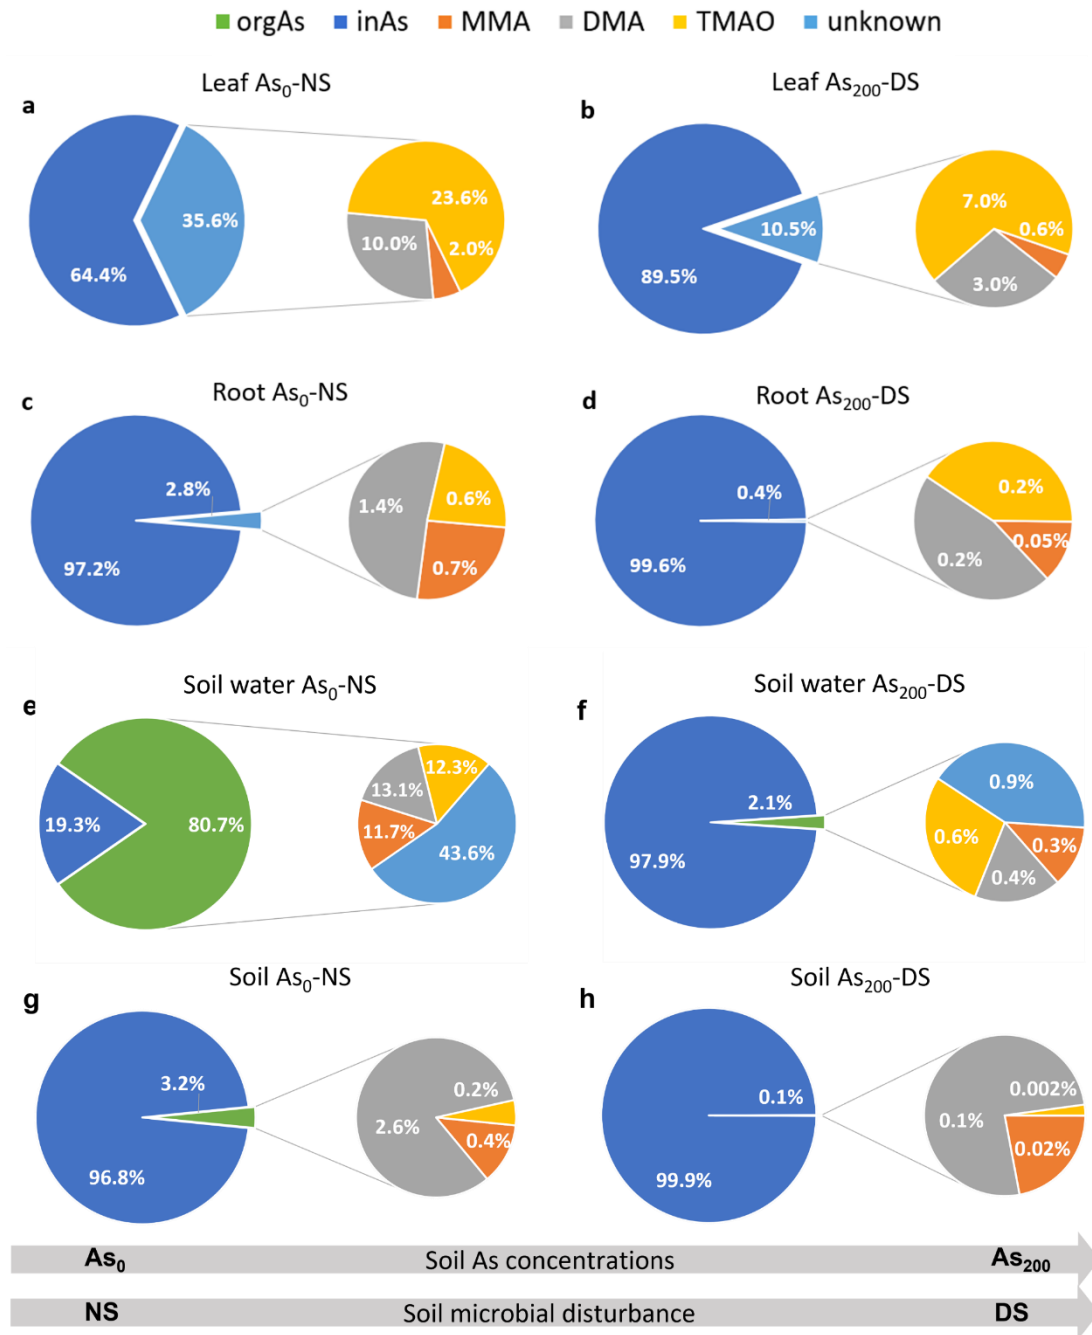 orgAs inAs MMA DMA TMAO unknown
Leaf As₀-NS
a
35.6%
64.4%
23.6%
10.0%
2.0%
Leaf As₂₀₀-DS
b
10.5%
89.5%
7.0%
0.6%
3.0%
Root As₀-NS
c
2.8%
97.2%
1.4%
0.6%
0.7%
Root As₂₀₀-DS
d
0.4%
99.6%
0.2%
0.05%
0.2%
Soil water As₀-NS
e
19.3%
80.7%
12.3%
13.1%
11.7%
43.6%
Soil water As₂₀₀-DS
f
2.1%
97.9%
0.9%
0.6%
0.3%
0.4%
Soil As₀-NS
g
3.2%
96.8%
0.2%
2.6%
0.4%
Soil As₂₀₀-DS
h
0.1%
99.9%
0.002%
0.1%
0.02%
As₀ Soil As concentrations As₂₀₀
NS Soil microbial disturbance DS